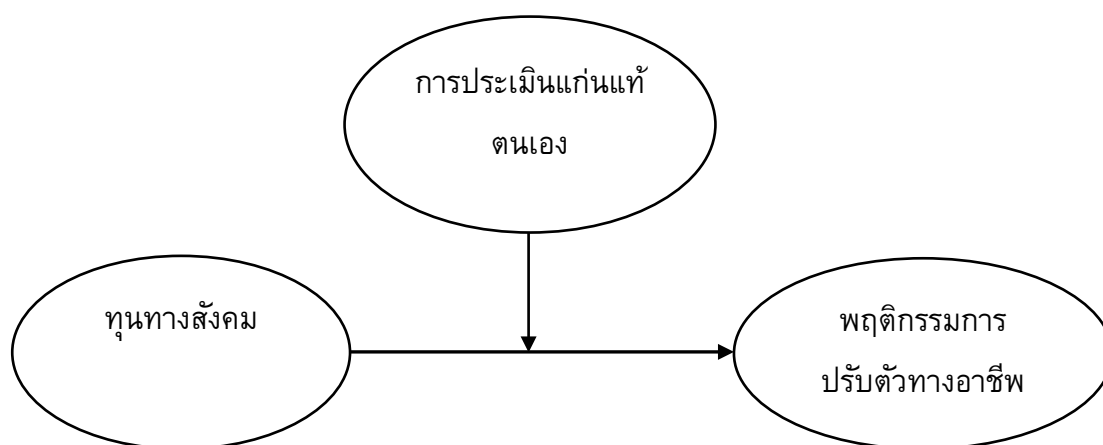 การประเมินแก่นแท้
ตนเอง
ทุนทางสังคม
พฤติกรรมการ
ปรับตัวทางอาชีพ